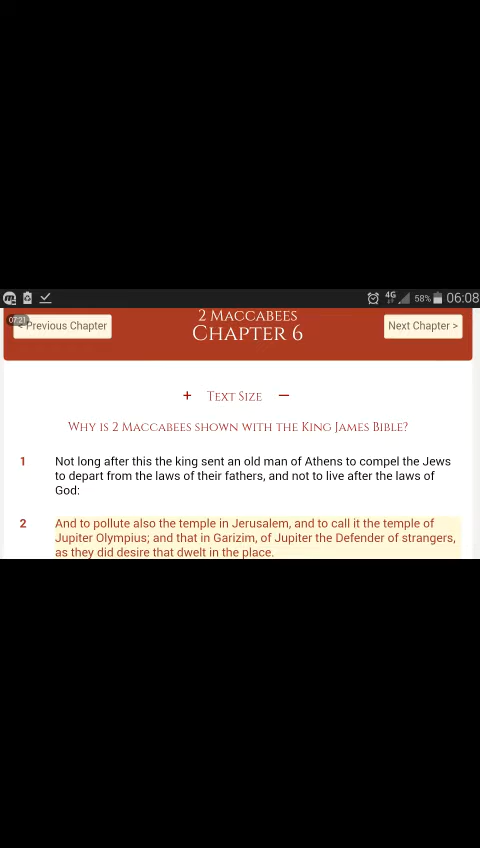 4G 58% 06:08
07:21
2 Maccabees
< Previous Chapter Chapter 6 Next Chapter >
+ Text Size −
Why is 2 Maccabees shown with the King James Bible?
1 Not long after this the king sent an old man of Athens to compel the Jews
to depart from the laws of their fathers, and not to live after the laws of
God:
2 And to pollute also the temple in Jerusalem, and to call it the temple of
Jupiter Olympius; and that in Garizim, of Jupiter the Defender of strangers,
as they did desire that dwelt in the place.